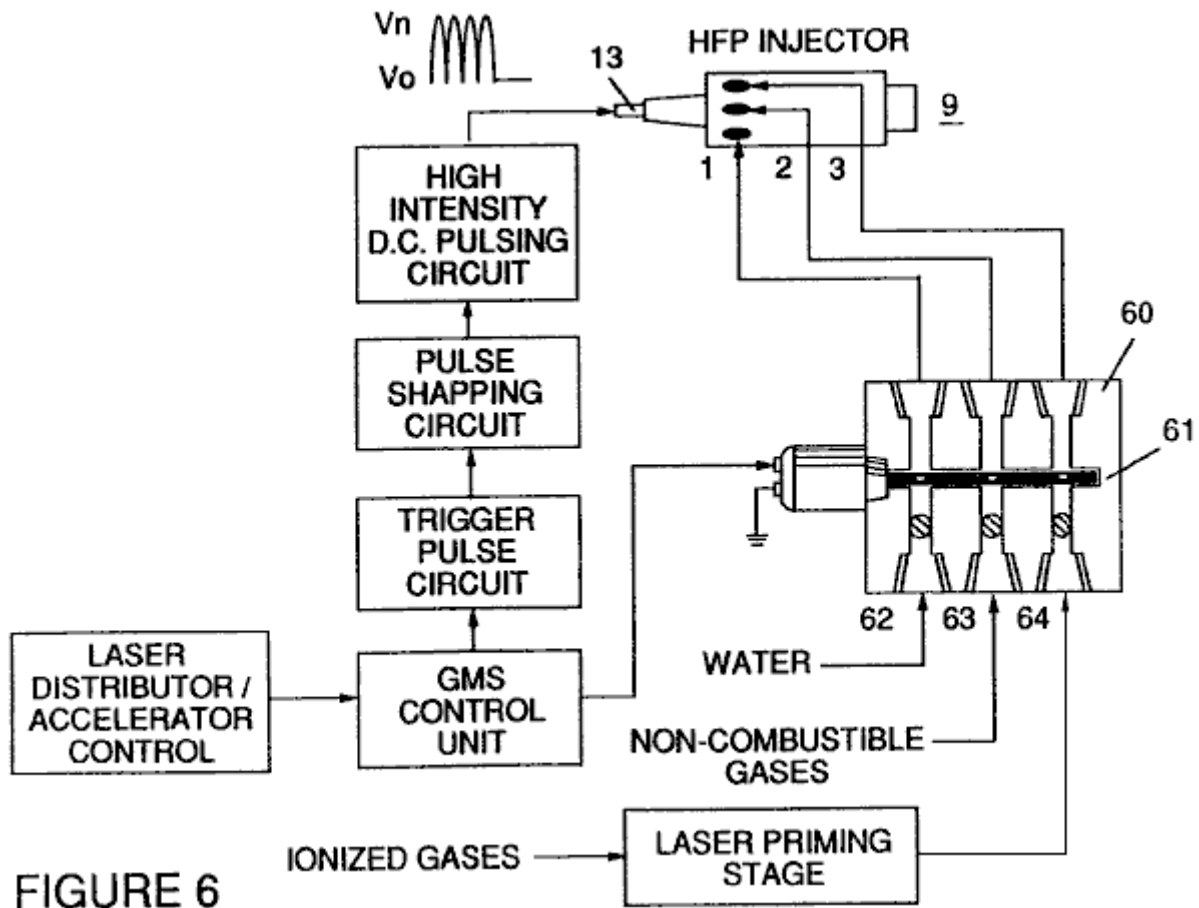 Vn
Vo
13
HFP INJECTOR
9
1 2 3
HIGH
INTENSITY
D.C. PULSING
CIRCUIT
PULSE
SHAPPING
CIRCUIT
TRIGGER
PULSE
CIRCUIT
60
61
62 63 64
LASER
DISTRIBUTOR /
ACCELERATOR
CONTROL
GMS
CONTROL
UNIT
WATER
NON-COMBUSTIBLE
GASES
IONIZED GASES
LASER PRIMING
STAGE
FIGURE 6